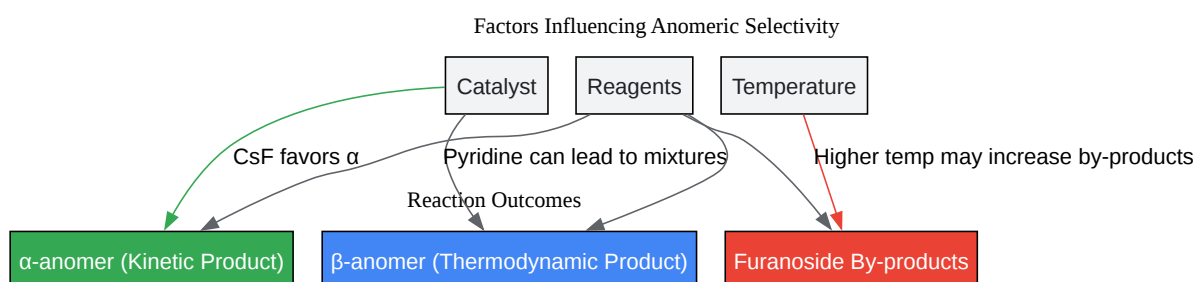 Factors Influencing Anomeric Selectivity
Catalyst
Reagents
Temperature
CsF favors α
Pyridine can lead to mixtures
Higher temp may increase by-products
Reaction Outcomes
α-anomer (Kinetic Product)
β-anomer (Thermodynamic Product)
Furanoside By-products